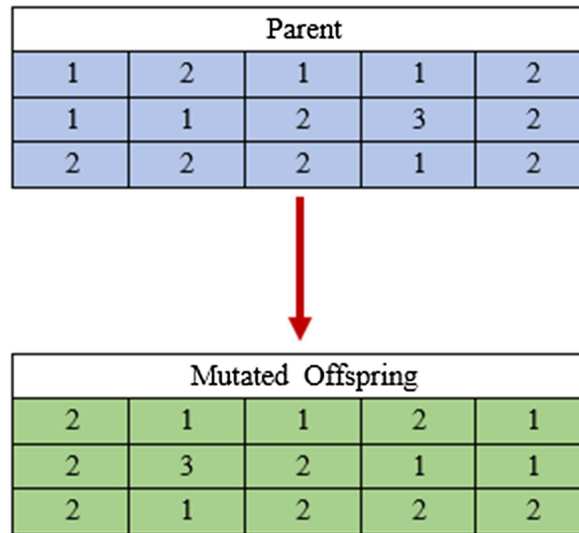 Parent
1 2 1 1 2
1 1 2 3 2
2 2 2 1 2
Mutated Offspring
2 1 1 2 1
2 3 2 1 1
2 1 2 2 2